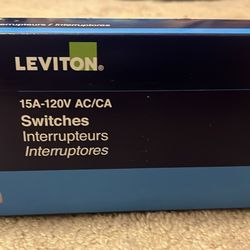 Interrupteurs / Interruptores
LEVITON®
15A-120V AC/CA
Switches
Interrupteurs
Interruptores